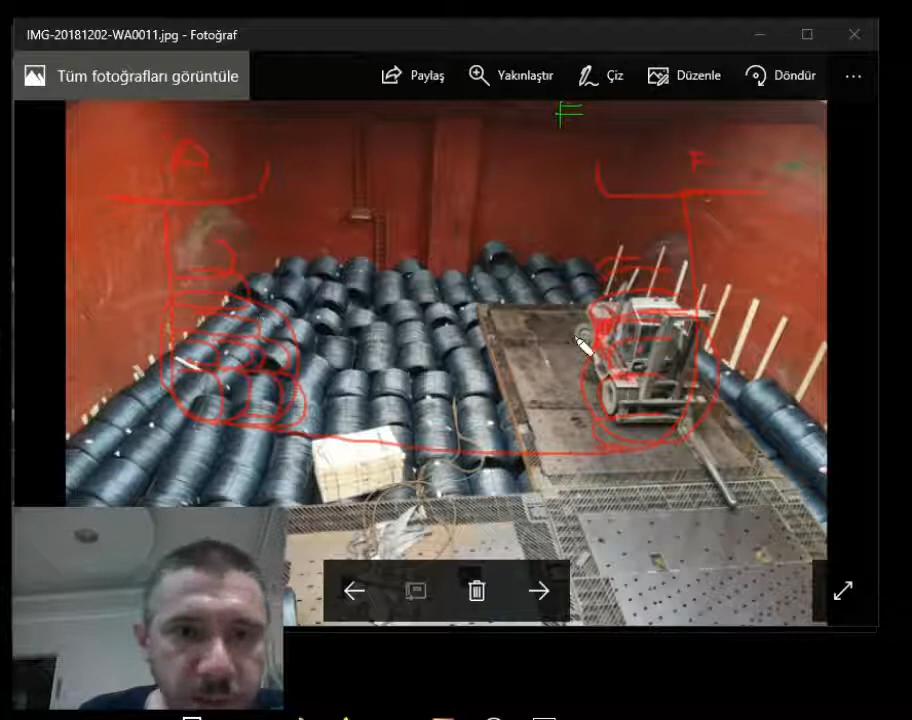 IMG-20181202-WA0011.jpg - Fotoğraf
Tüm fotoğrafları görüntüle
Paylaş
Yakınlaştır
Çiz
Düzenle
Döndür
A
F
F